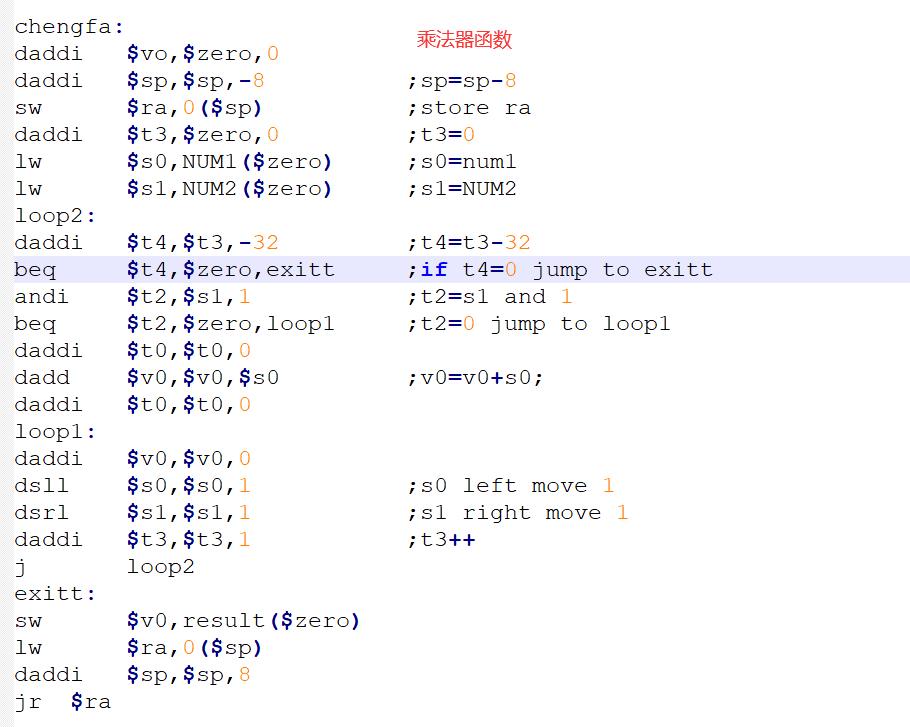 chengfa:
乘法器函数
daddi $vo,$zero,0
daddi $sp,$sp,-8 ;sp=sp-8
sw $ra,0($sp) ;store ra
daddi $t3,$zero,0 ;t3=0
lw $s0,NUM1($zero) ;s0=num1
lw $s1,NUM2($zero) ;s1=NUM2
loop2:
daddi $t4,$t3,-32 ;t4=t3-32
beq $t4,$zero,exitt ;if t4=0 jump to exitt
andi $t2,$s1,1 ;t2=s1 and 1
beq $t2,$zero,loop1 ;t2=0 jump to loop1
daddi $t0,$t0,0
dadd $v0,$v0,$s0 ;v0=v0+s0;
daddi $t0,$t0,0
loop1:
daddi $v0,$v0,0
dsll $s0,$s0,1 ;s0 left move 1
dsrl $s1,$s1,1 ;s1 right move 1
daddi $t3,$t3,1 ;t3++
j loop2
exitt:
sw $v0,result($zero)
lw $ra,0($sp)
daddi $sp,$sp,8
jr $ra